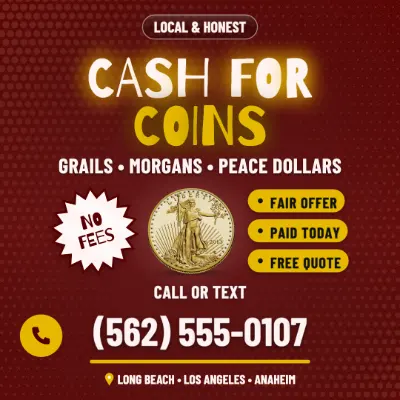 LOCAL & HONEST
CASH FOR
COINS
GRAILS • MORGANS • PEACE DOLLARS
NO
FEES
LIBERTY
• FAIR OFFER
• PAID TODAY
• FREE QUOTE
CALL OR TEXT
(562) 555-0107
LONG BEACH • LOS ANGELES • ANAHEIM